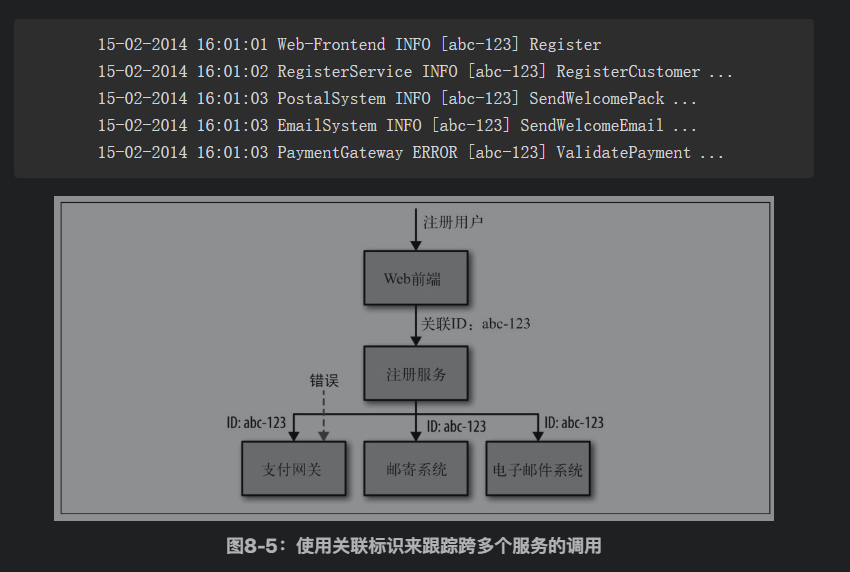 15-02-2014 16:01:01 Web-Frontend INFO [abc-123] Register
15-02-2014 16:01:02 RegisterService INFO [abc-123] RegisterCustomer ...
15-02-2014 16:01:03 PostalSystem INFO [abc-123] SendWelcomePack ...
15-02-2014 16:01:03 EmailSystem INFO [abc-123] SendWelcomeEmail ...
15-02-2014 16:01:03 PaymentGateway ERROR [abc-123] ValidatePayment ...
注册用户
Web前端
关联ID：abc-123
注册服务
错误
ID: abc-123
ID: abc-123
ID: abc-123
支付网关
邮寄系统
电子邮件系统
图8-5：使用关联标识来跟踪跨多个服务的调用